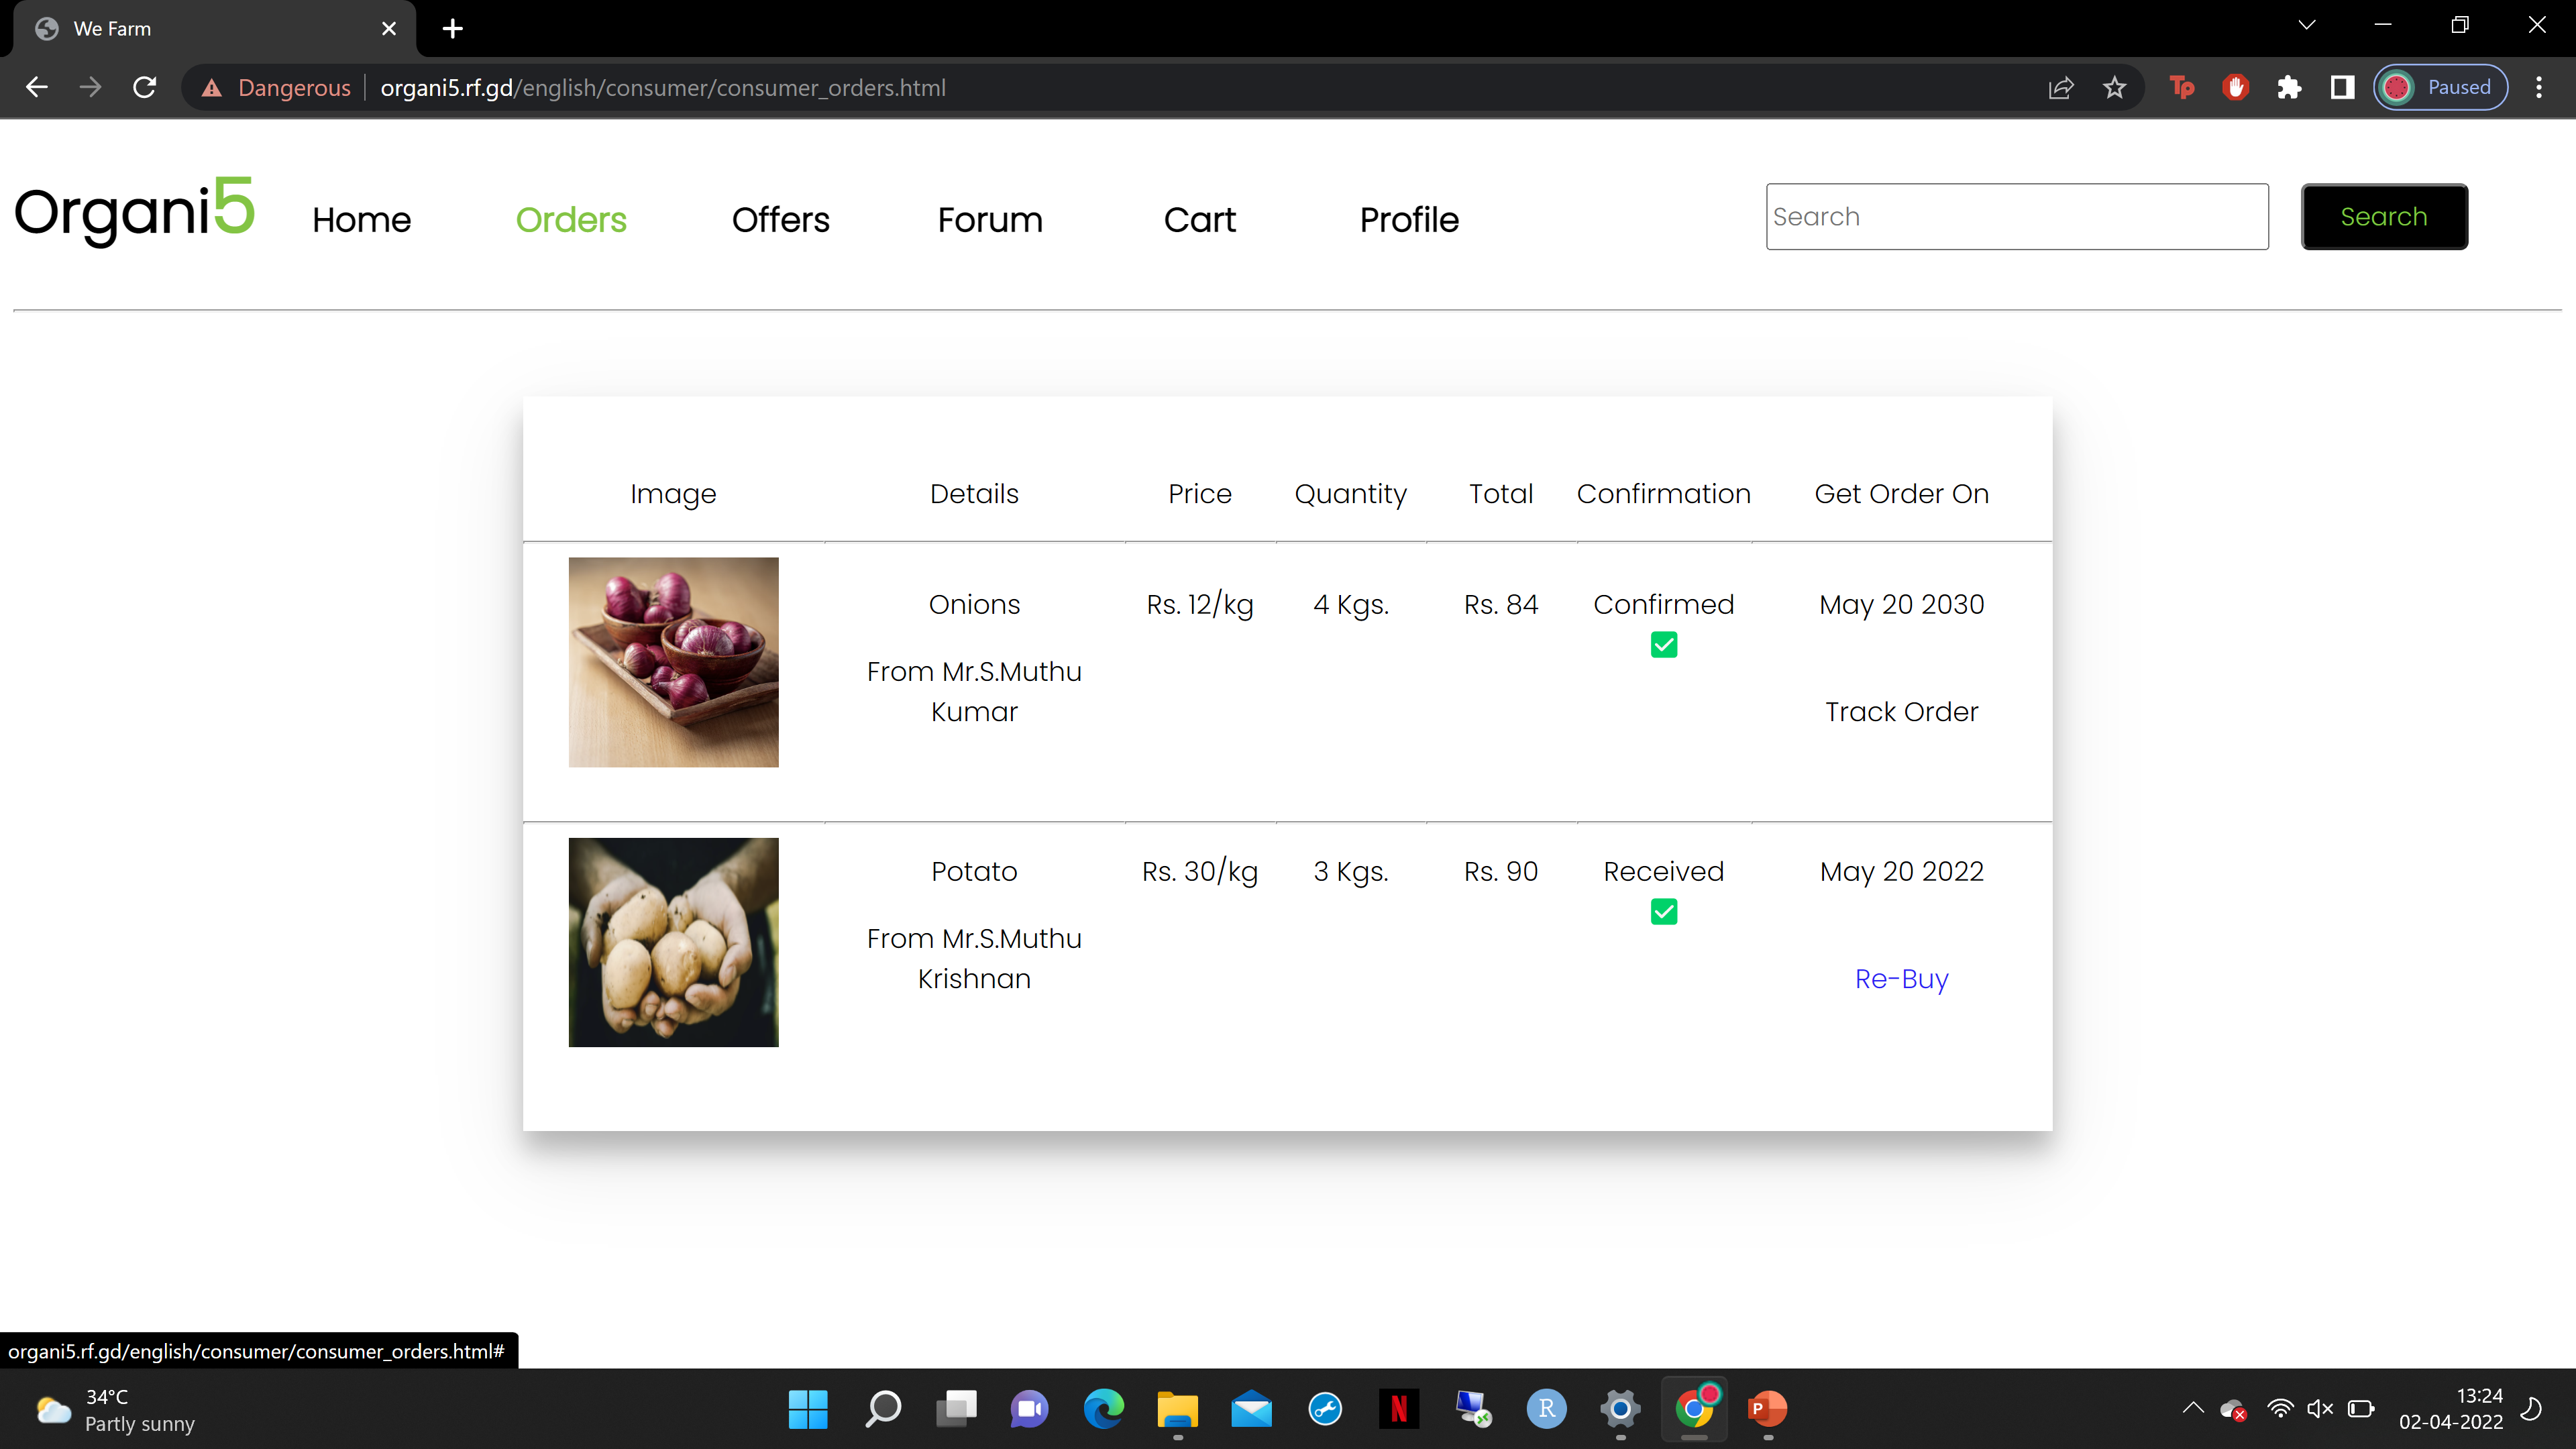 We Farm
Dangerous organi5.rf.gd/english/consumer/consumer_orders.html
Tp
Paused
Organi5 Home Orders Offers Forum Cart Profile Search Search
Image Details Price Quantity Total Confirmation Get Order On
Onions Rs. 12/kg 4 Kgs. Rs. 84 Confirmed May 20 2030
From Mr.S.Muthu
Kumar Track Order
Potato Rs. 30/kg 3 Kgs. Rs. 90 Received May 20 2022
From Mr.S.Muthu
Krishnan Re-Buy
organi5.rf.gd/english/consumer/consumer_orders.html#
34°C
Partly sunny
N
R
P
13:24
02-04-2022